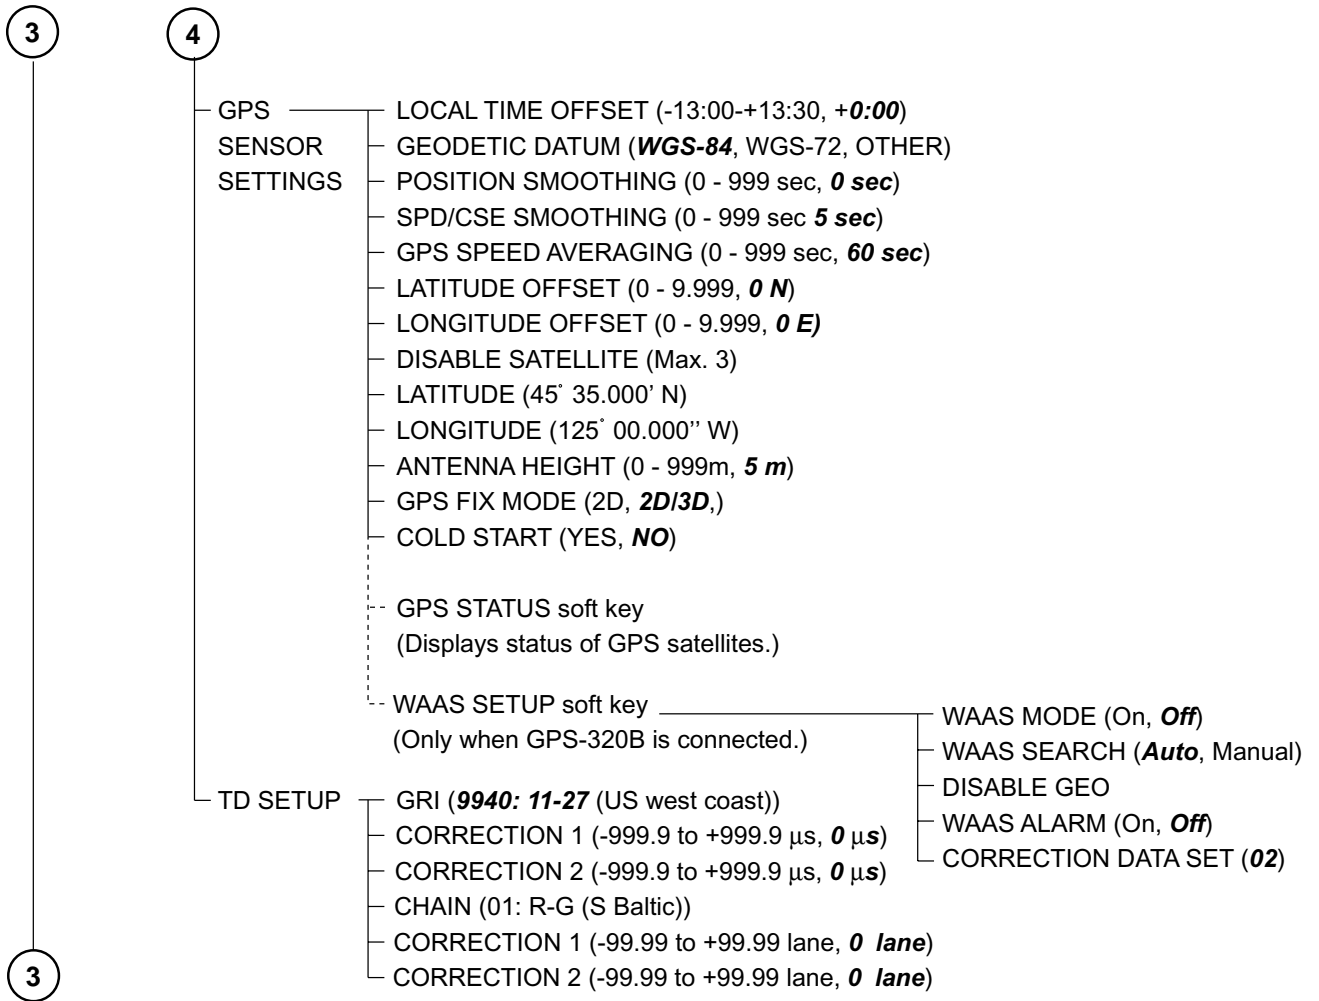 3
4
GPS
SENSOR
SETTINGS
LOCAL TIME OFFSET (-13:00-+13:30, +0:00)
GEODETIC DATUM (WGS-84, WGS-72, OTHER)
POSITION SMOOTHING (0 - 999 sec, 0 sec)
SPD/CSE SMOOTHING (0 - 999 sec 5 sec)
GPS SPEED AVERAGING (0 - 999 sec, 60 sec)
LATITUDE OFFSET (0 - 9.999, 0 N)
LONGITUDE OFFSET (0 - 9.999, 0 E)
DISABLE SATELLITE (Max. 3)
LATITUDE (45˚ 35.000’ N)
LONGITUDE (125˚ 00.000’’ W)
ANTENNA HEIGHT (0 - 999m, 5 m)
GPS FIX MODE (2D, 2D/3D,)
COLD START (YES, NO)
GPS STATUS soft key
(Displays status of GPS satellites.)
WAAS SETUP soft key
(Only when GPS-320B is connected.)
WAAS MODE (On, Off)
WAAS SEARCH (Auto, Manual)
DISABLE GEO
WAAS ALARM (On, Off)
CORRECTION DATA SET (02)
TD SETUP
GRI (9940: 11-27 (US west coast))
CORRECTION 1 (-999.9 to +999.9 μs, 0 μs)
CORRECTION 2 (-999.9 to +999.9 μs, 0 μs)
CHAIN (01: R-G (S Baltic))
CORRECTION 1 (-99.99 to +99.99 lane, 0 lane)
CORRECTION 2 (-99.99 to +99.99 lane, 0 lane)
3